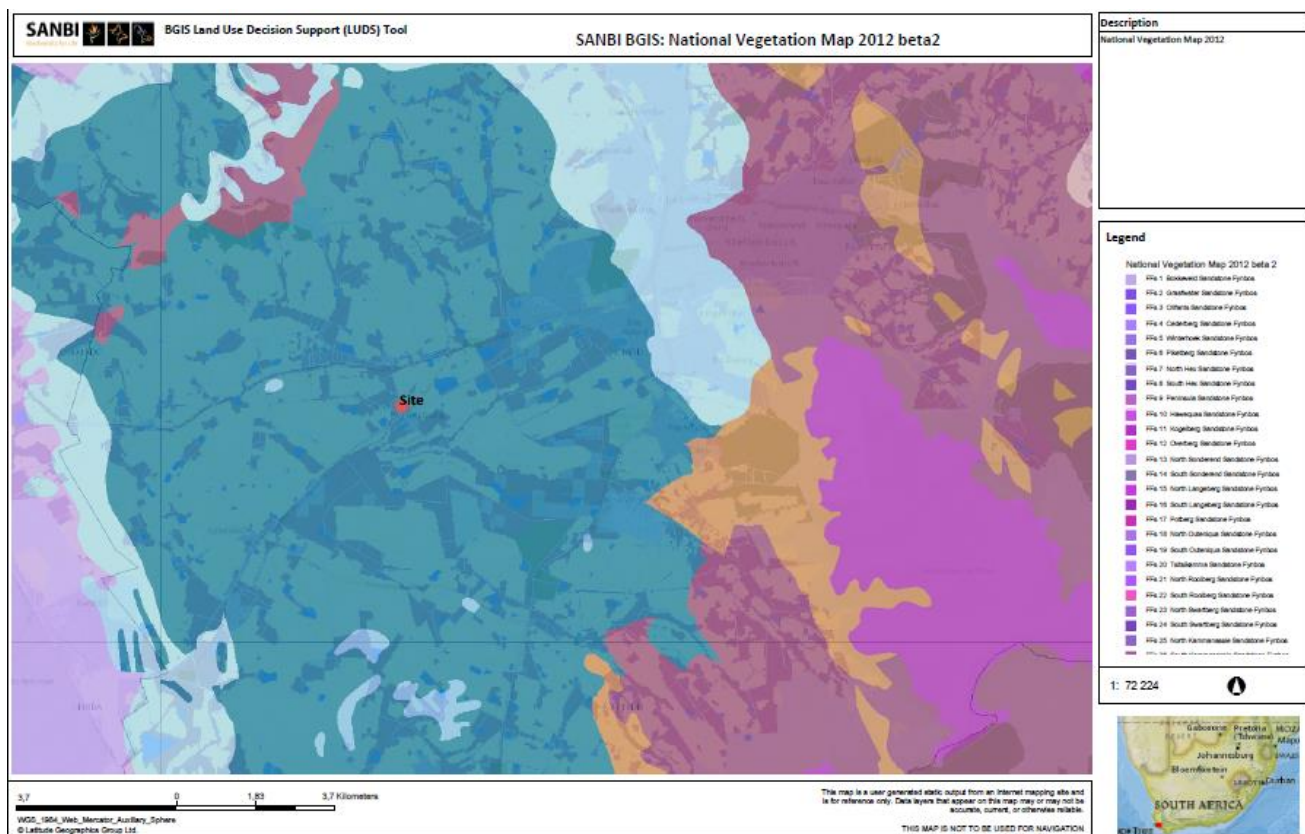 SANBI
BGIS Land Use Decision Support (LUDS) Tool
SANBI BGIS: National Vegetation Map 2012 beta2
Description
National Vegetation Map 2012
Site
Legend
National Vegetation Map 2012 beta 2
FFs 1 Bokkeveld Sandstone Fynbos
FFs 2 Graafwater Sandstone Fynbos
FFs 3 Olifants Sandstone Fynbos
FFs 4 Cederberg Sandstone Fynbos
FFs 5 Winterhoek Sandstone Fynbos
FFs 6 Piketberg Sandstone Fynbos
FFs 7 North Hex Sandstone Fynbos
FFs 8 South Hex Sandstone Fynbos
FFs 9 Peninsula Sandstone Fynbos
FFs 10 Hawequas Sandstone Fynbos
FFs 11 Kogelberg Sandstone Fynbos
FFs 12 Overberg Sandstone Fynbos
FFs 13 North Sonderend Sandstone Fynbos
FFs 14 South Sonderend Sandstone Fynbos
FFs 15 North Langeberg Sandstone Fynbos
FFs 16 South Langeberg Sandstone Fynbos
FFs 17 Potberg Sandstone Fynbos
FFs 18 North Outeniqua Sandstone Fynbos
FFs 19 South Outeniqua Sandstone Fynbos
FFs 20 Tsitsikamma Sandstone Fynbos
FFs 21 North Rooiberg Sandstone Fynbos
FFs 22 South Rooiberg Sandstone Fynbos
FFs 23 North Swartberg Sandstone Fynbos
FFs 24 South Swartberg Sandstone Fynbos
FFs 25 North Kammanassie Sandstone Fynbos
1: 72 224
Gaborone Pretoria
(Tshwane)
Johannesburg
Bloemfontein
Durban
SOUTH AFRICA
3,7 0 1,83 3,7 Kilometers
WGS_1984_Web_Mercator_Auxiliary_Sphere
© Latitude Geographics Group Ltd.
This map is a user generated static output from an Internet mapping site and
is for reference only. Data layers that appear on this map may or may not be
accurate, current, or otherwise reliable.
THIS MAP IS NOT TO BE USED FOR NAVIGATION